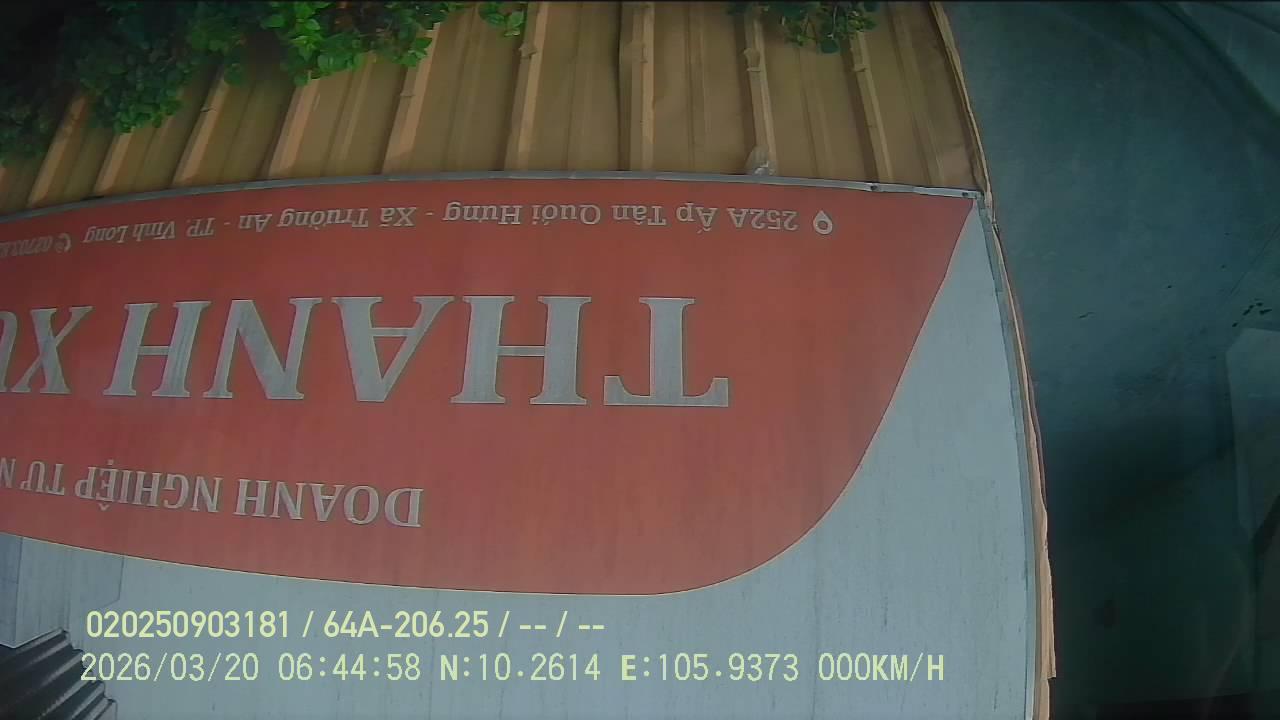 DOANH NGHIỆP TƯ N
THANH XU
252A Ấp Tân Quới Hưng - Xã Trường An - TP. Vĩnh Long
020250903181 / 64A-206.25 / -- / --
2026/03/20 06:44:58 N:10.2614 E:105.9373 000KM/H